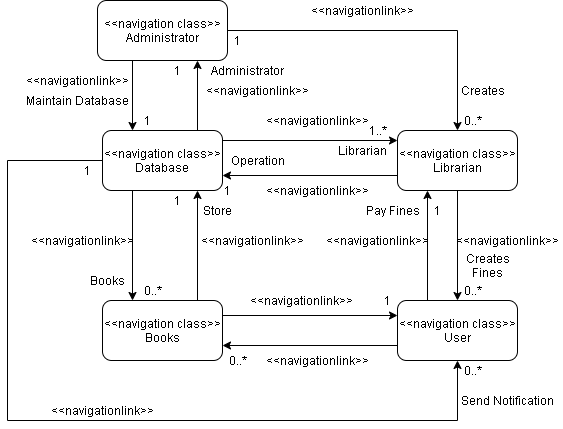 <<navigation class>>
Administrator
<<navigationlink>>
1
<<navigationlink>>
Maintain Database
1
Administrator
<<navigationlink>>
Creates
1
0..*
<<navigationlink>>
1..*
<<navigation class>>
Database
Librarian
<<navigation class>>
Librarian
Operation
1
1
<<navigationlink>>
1
Store
Pay Fines
1
<<navigationlink>>
<<navigationlink>>
<<navigationlink>>
<<navigationlink>>
Creates
Fines
Books
0..*
0..*
<<navigationlink>>
1
<<navigation class>>
Books
<<navigation class>>
User
0..*
<<navigationlink>>
0..*
<<navigationlink>>
Send Notification